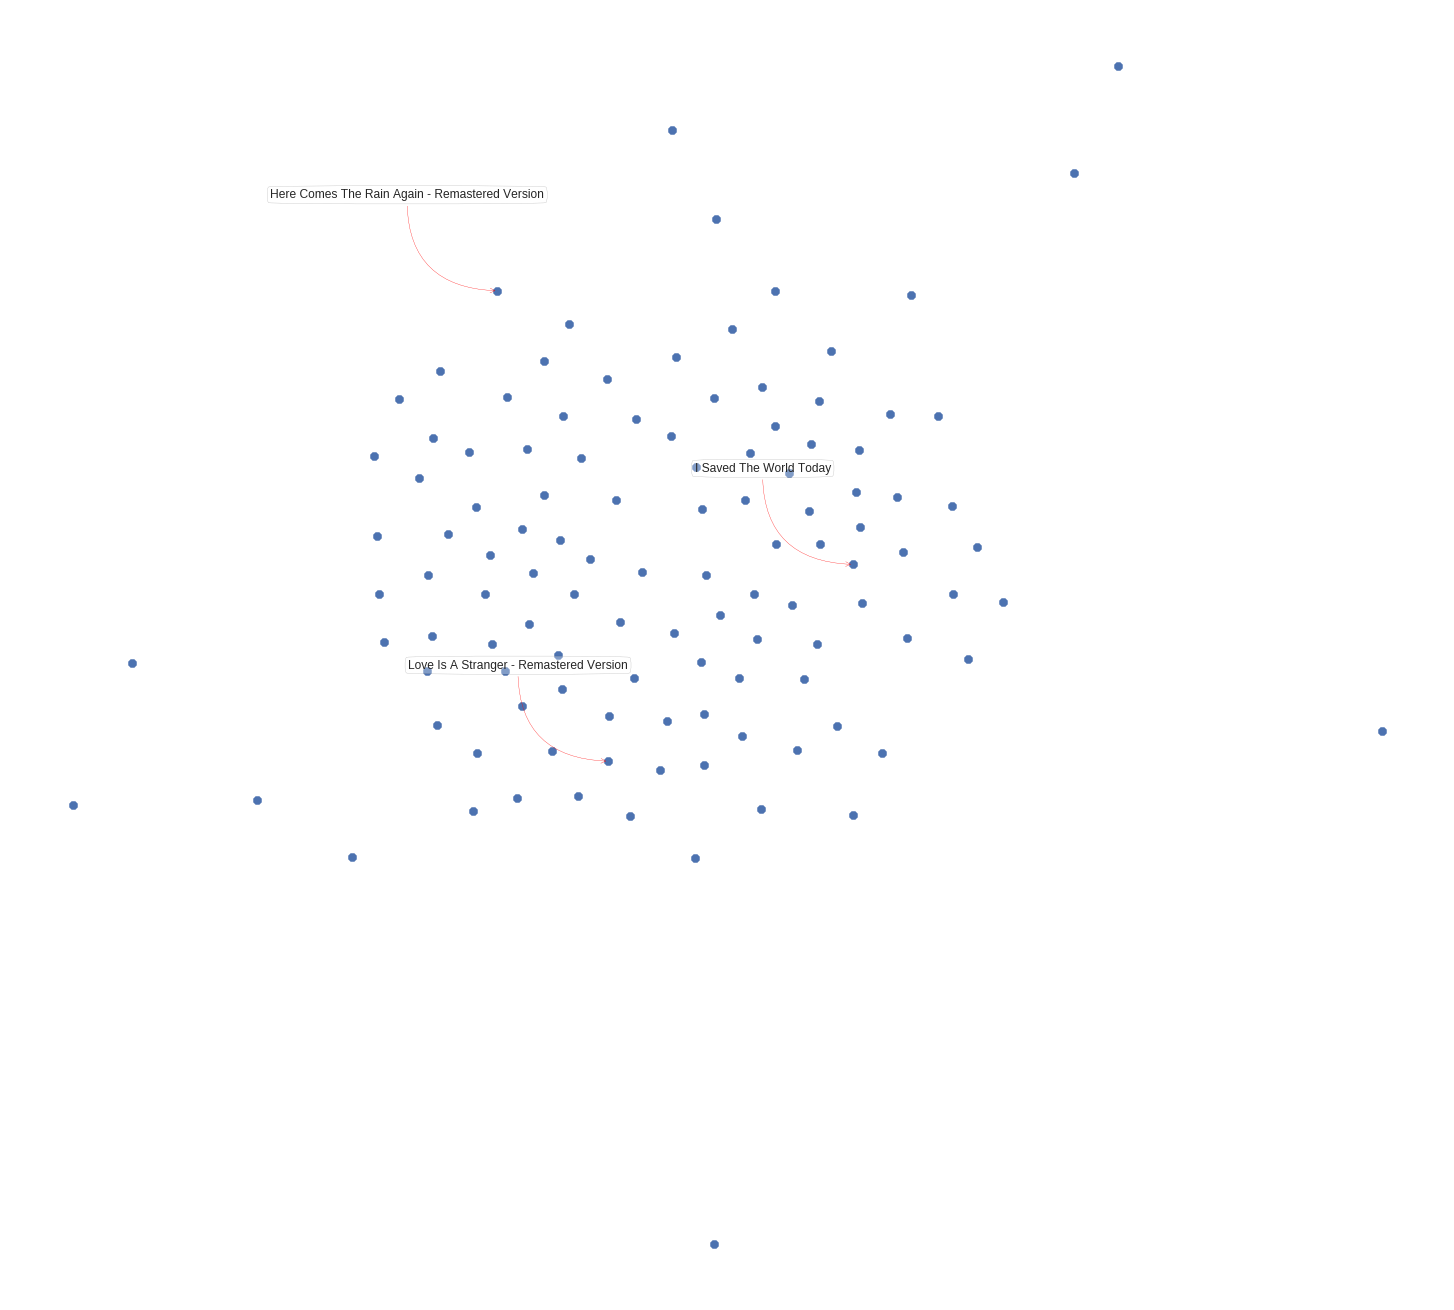 Here Comes The Rain Again - Remastered Version
I Saved The World Today
Love Is A Stranger - Remastered Version